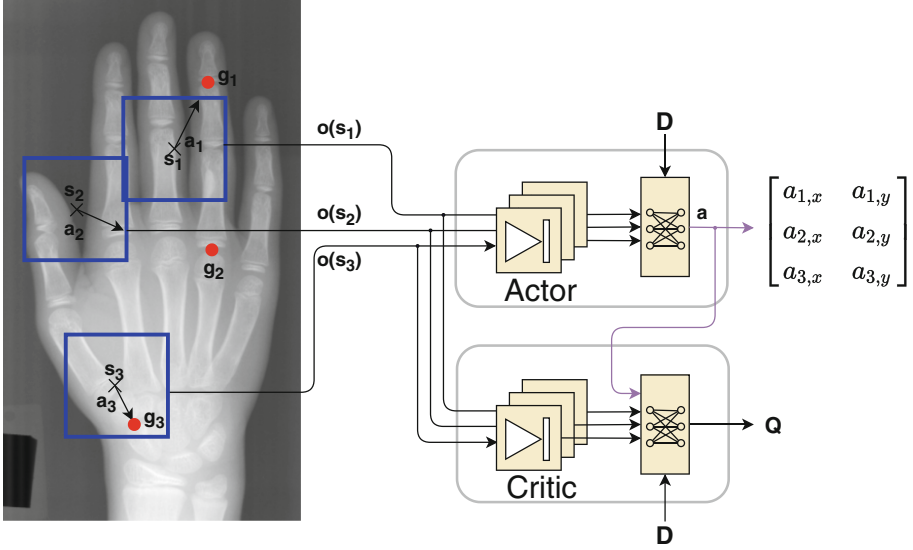 g1
a1
s1
s2
a2
g2
s3
a3
g3
o(s1)
o(s2)
o(s3)
D
a
Actor
a1,x a1,y
a2,x a2,y
a3,x a3,y
Q
Critic
D